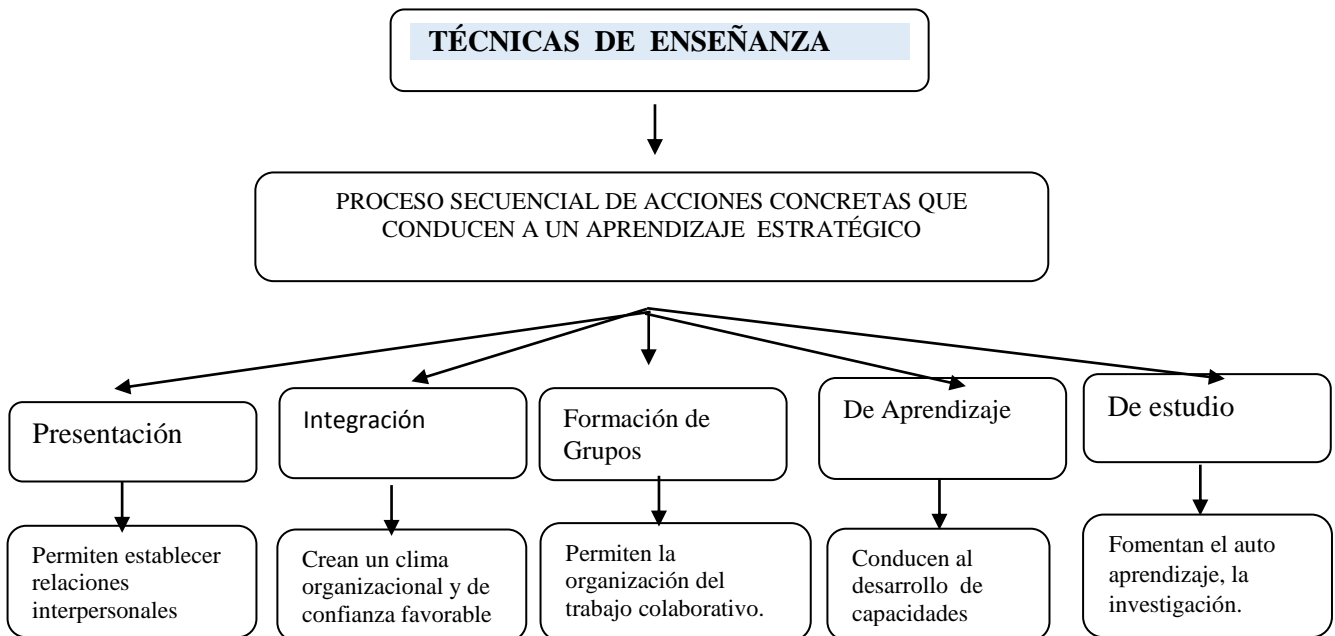 TÉCNICAS DE ENSEÑANZA
PROCESO SECUENCIAL DE ACCIONES CONCRETAS QUE
CONDUCEN A UN APRENDIZAJE ESTRATÉGICO
Presentación
Integración
Formación de
Grupos
De Aprendizaje
De estudio
Permiten establecer
relaciones
interpersonales
Crean un clima
organizacional y de
confianza favorable
Permiten la
organización del
trabajo colaborativo.
Conducen al
desarrollo de
capacidades
Fomentan el auto
aprendizaje, la
investigación.